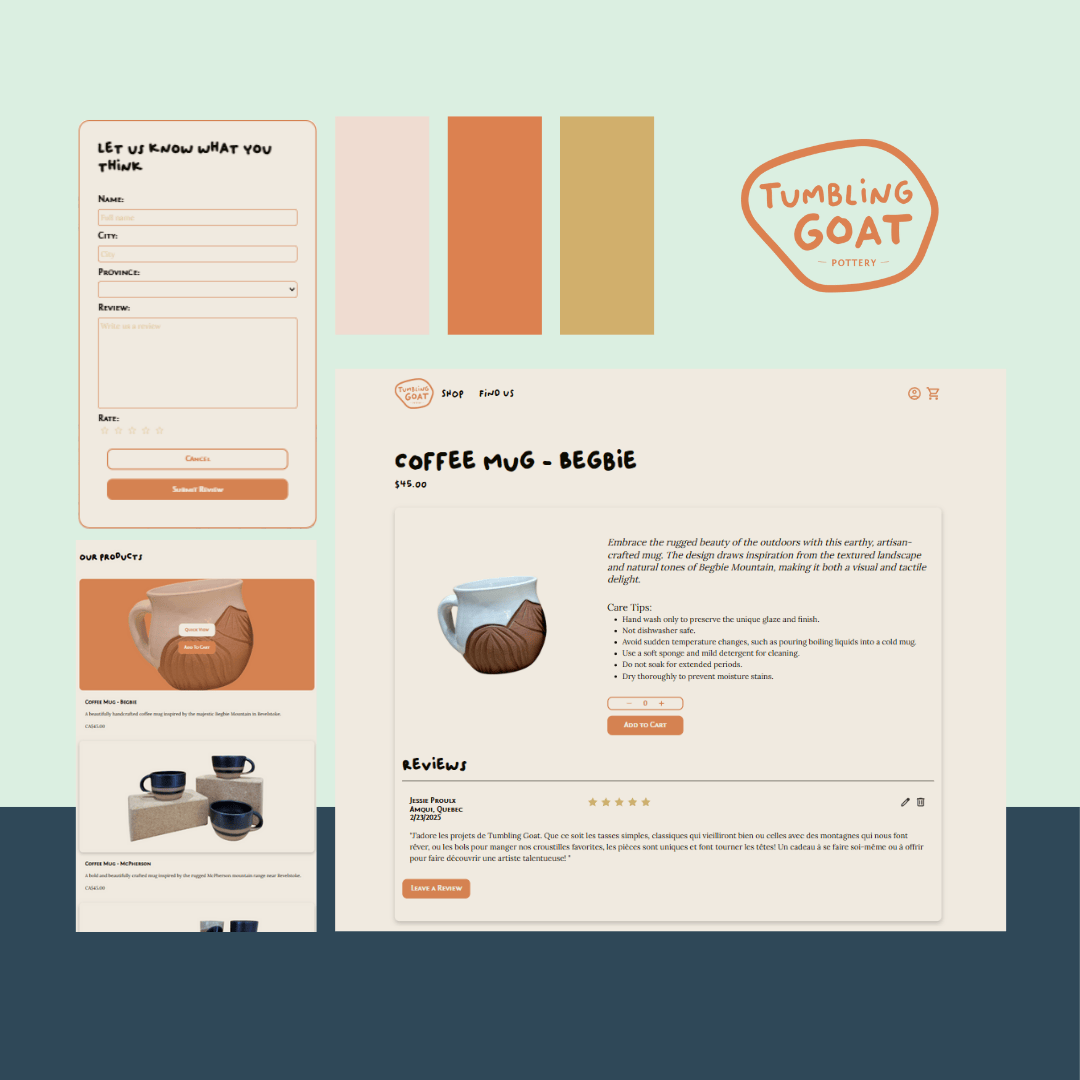 LET US KNOW WHAT YOU
THINK
NAME:
Full name
CITY:
City
PROVINCE:
REVIEW:
Write us a review
RATE:
CANCEL
SUBMIT REVIEW
OUR PRODUCTS
QUICK VIEW
ADD TO CART
COFFEE MUG - BEGBIE
A beautifully handcrafted coffee mug inspired by the majestic Begbie Mountain in Revelstoke.
CA$45.00
COFFEE MUG - MCPHERSON
A bold and beautifully crafted mug inspired by the rugged McPherson mountain range near Revelstoke.
CA$45.00
TUMBLING
GOAT
POTTERY
TUMBLING
GOAT
SHOP FIND US
COFFEE MUG - BEGBIE
$45.00
Embrace the rugged beauty of the outdoors with this earthy, artisan-
crafted mug. The design draws inspiration from the textured landscape
and natural tones of Begbie Mountain, making it both a visual and tactile
delight.
Care Tips:
• Hand wash only to preserve the unique glaze and finish.
• Not dishwasher safe.
• Avoid sudden temperature changes, such as pouring boiling liquids into a cold mug.
• Use a soft sponge and mild detergent for cleaning.
• Do not soak for extended periods.
• Dry thoroughly to prevent moisture stains.
− 0 +
ADD TO CART
REVIEWS
JESSIE PROULX
AMQUI, QUEBEC
2/23/2025
"J'adore les projets de Tumbling Goat. Que ce soit les tasses simples, classiques qui vieilliront bien ou celles avec des montagnes qui nous font
rêver, ou les bols pour manger nos croustilles favorites, les pièces sont uniques et font tourner les têtes! Un cadeau à se faire soi-même ou à offrir
pour faire découvrir une artiste talentueuse! "
LEAVE A REVIEW